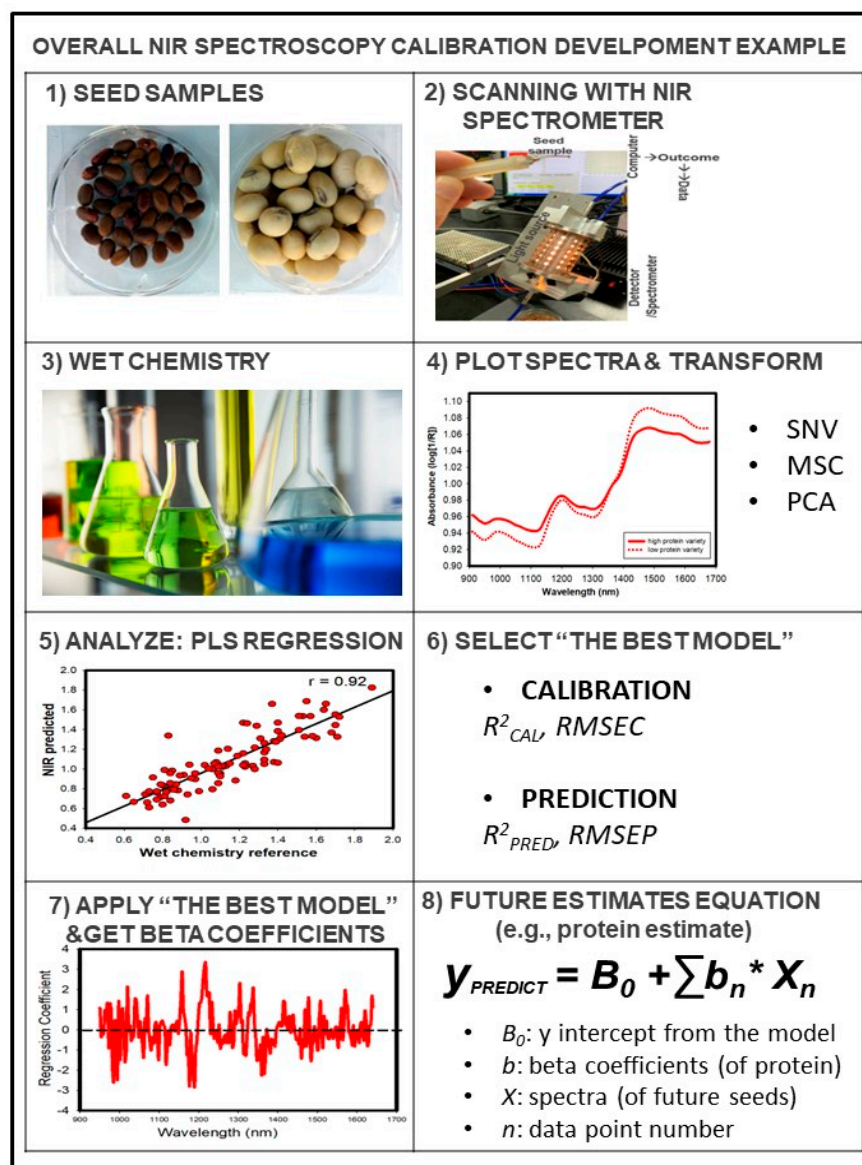 OVERALL NIR SPECTROSCOPY CALIBRATION DEVELPOMENT EXAMPLE
1) SEED SAMPLES
2) SCANNING WITH NIR
SPECTROMETER
Seed
sample
Computer
→Outcome
→→Data
Light source
Detector
/Spectrometer
3) WET CHEMISTRY
4) PLOT SPECTRA & TRANSFORM
Absorbance (log[1/R]
1.10
1.08
1.06
1.04
1.02
1.00
0.98
0.96
0.94
0.92
0.90
high protein variety
low protein variety
900 1000 1100 1200 1300 1400 1500 1600 1700
Wavelength (nm)
• SNV
• MSC
• PCA
5) ANALYZE: PLS REGRESSION
NIR predicted
2.0
1.8
1.6
1.4
1.2
1.0
0.8
0.6
0.4
r = 0.92
0.4 0.6 0.8 1.0 1.2 1.4 1.6 1.8 2.0
Wet chemistry reference
6) SELECT “THE BEST MODEL”
• CALIBRATION
R²CAL, RMSEC
• PREDICTION
R²PRED, RMSEP
7) APPLY “THE BEST MODEL”
&GET BETA COEFFICIENTS
Regression Coefficient
4
3
2
1
0
-1
-2
-3
-4
900 1000 1100 1200 1300 1400 1500 1600 1700
Wavelength (nm)
8) FUTURE ESTIMATES EQUATION
(e.g., protein estimate)
yPREDICT = B0 +∑bn* Xn
• B0: y intercept from the model
• b: beta coefficients (of protein)
• X: spectra (of future seeds)
• n: data point number